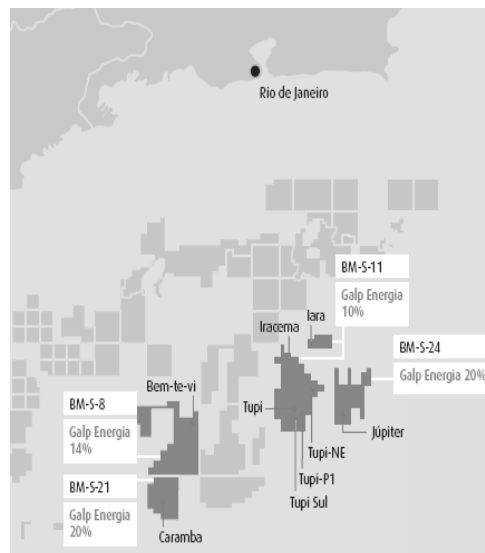 Rio de Janeiro
BM-S-11
Galp Energia
10%
Iara
Iracema
BM-S-24
Galp Energia 20%
Bem-te-vi
BM-S-8
Galp Energia
14%
Tupi
Júpiter
Tupi-NE
Tupi-P1
Tupi Sul
BM-S-21
Galp Energia
20%
Caramba